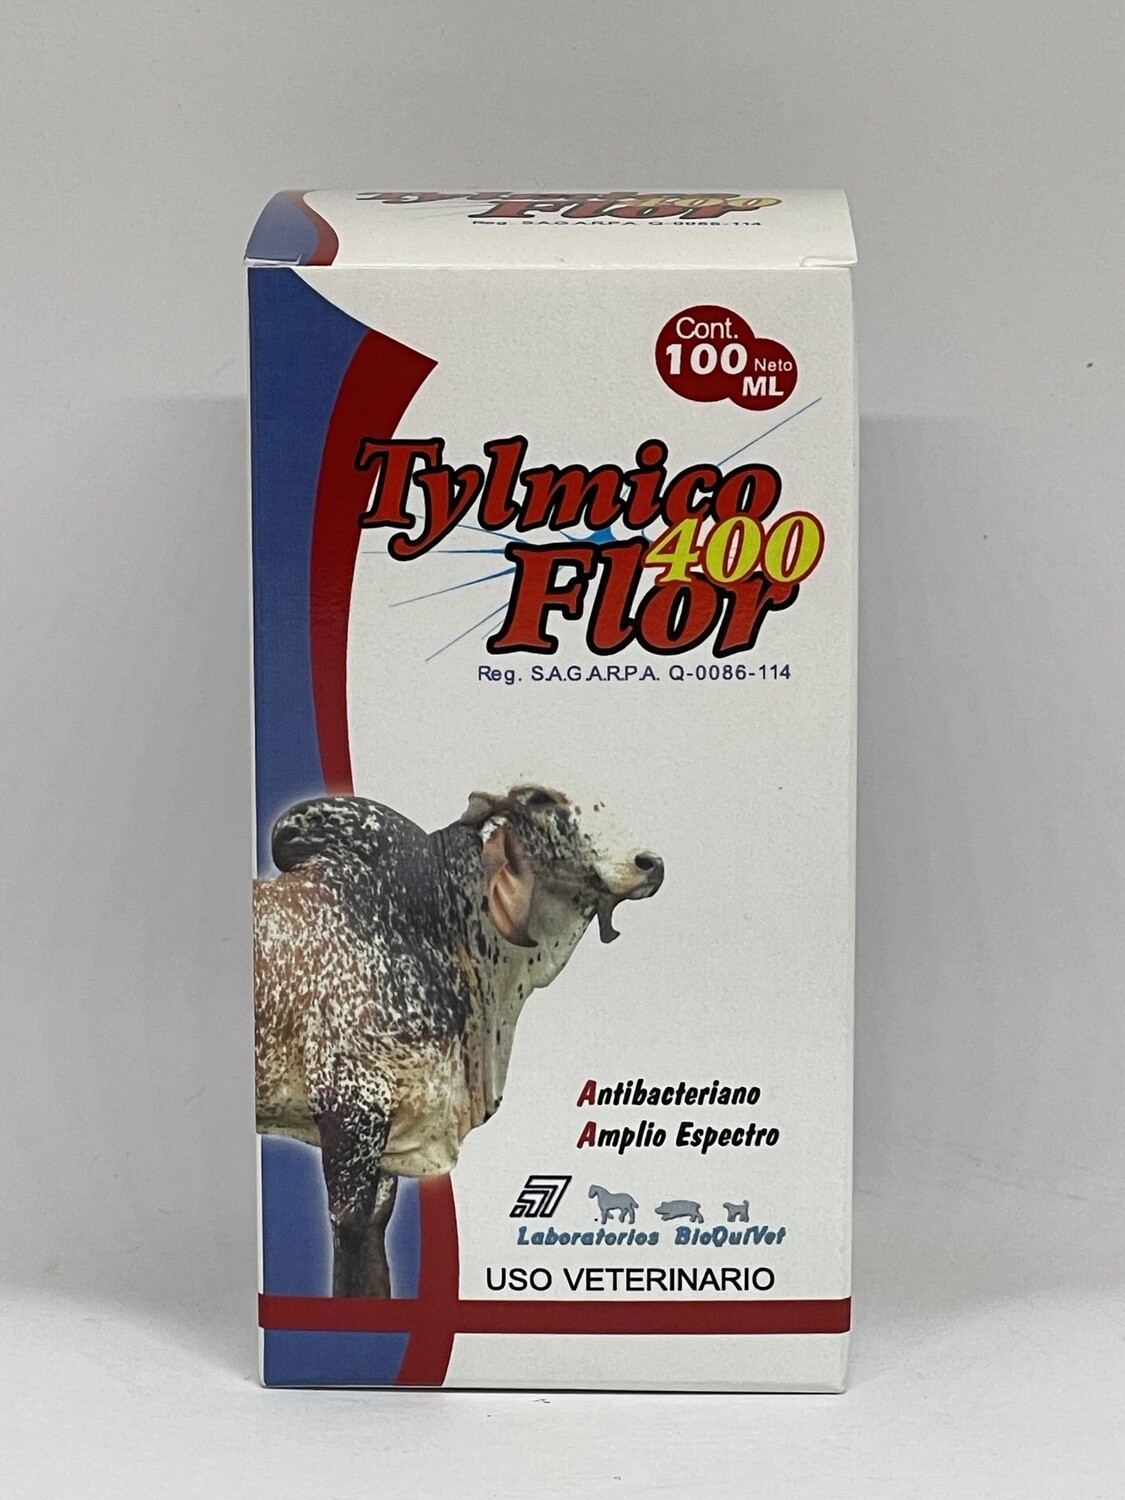 Tylmico 400
Flor
Reg. S.A.G.A.R.P.A. Q-0086-114
Cont.
100 Neto
ML
Tylmico
400
Flor
Reg. S.A.G.A.R.P.A. Q-0086-114
Antibacteriano
Amplio Espectro
Laboratorios BioQuiVet
USO VETERINARIO